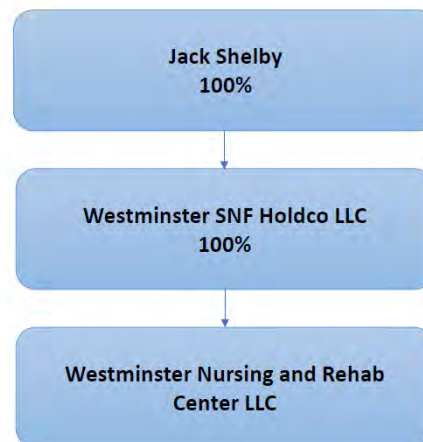 Jack Shelby
100%
Westminster SNF Holdco LLC
100%
Westminster Nursing and Rehab
Center LLC